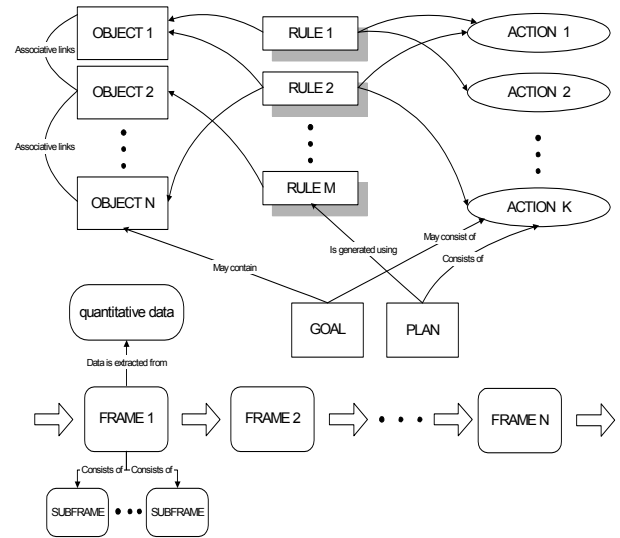 OBJECT 1
RULE 1
ACTION 1
Associative links
OBJECT 2
RULE 2
ACTION 2
Associative links
OBJECT N
RULE M
ACTION K
May consist of
Is generated using
Consists of
May contain
GOAL
PLAN
quantitative data
Data is extracted from
FRAME 1
FRAME 2
FRAME N
Consists of
Consists of
SUBFRAME
SUBFRAME